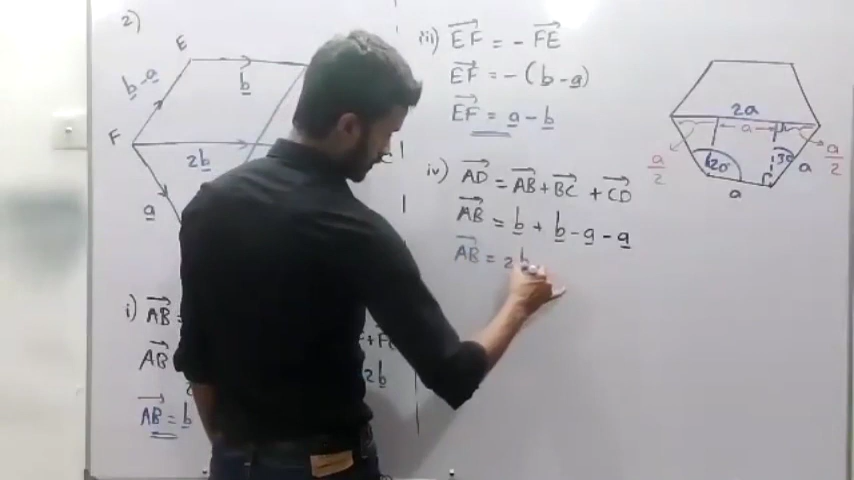 2)
E
b - a
b
F
2b
a
C
i) AB =
AB
AB = b
2b
iii) EF = - FE
EF = - (b - a)
EF = a - b
iv) AD = AB + BC + CD
AB = b + b - a - a
AB = 2b
2a
a
a/2
120°
30
a
a/2
a